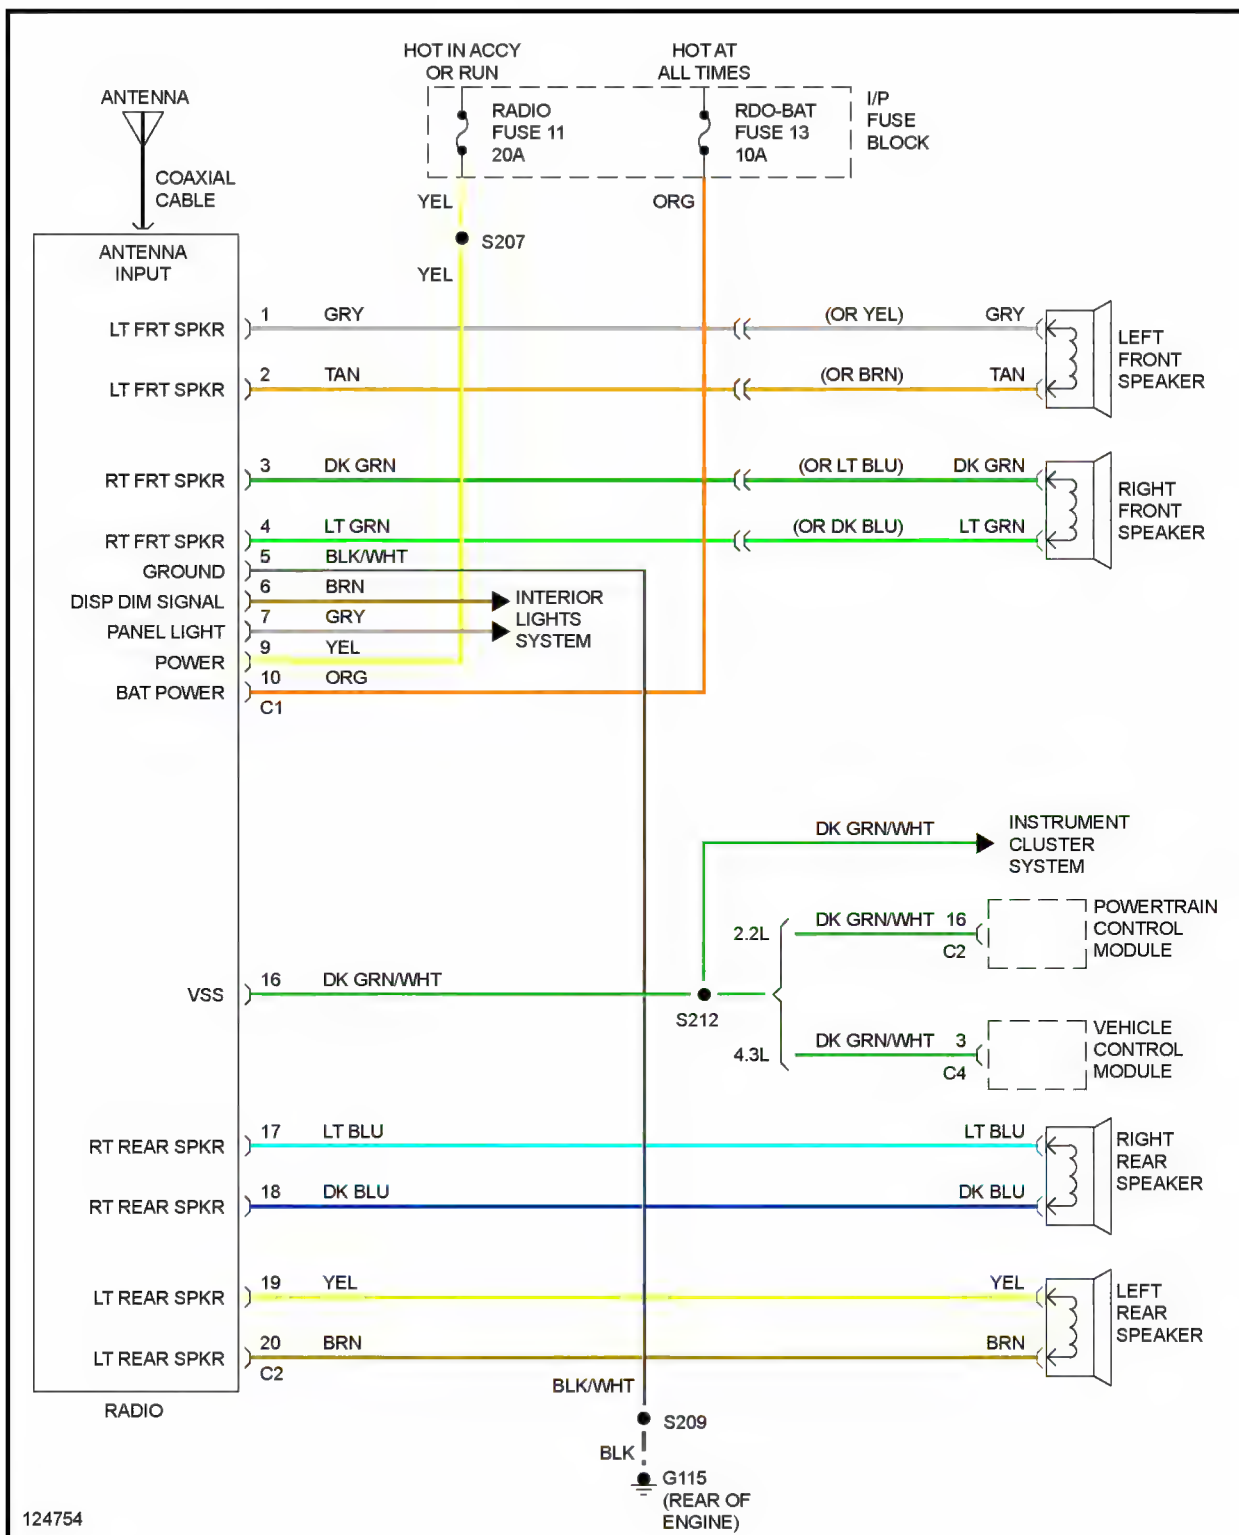 HOT IN ACCY
OR RUN
HOT AT
ALL TIMES
ANTENNA
RADIO
FUSE 11
20A
RDO-BAT
FUSE 13
10A
I/P
FUSE
BLOCK
COAXIAL
CABLE
YEL
ORG
S207
YEL
ANTENNA
INPUT
LT FRT SPKR
1
GRY
(OR YEL)
GRY
LEFT
FRONT
SPEAKER
LT FRT SPKR
2
TAN
(OR BRN)
TAN
RT FRT SPKR
3
DK GRN
(OR LT BLU)
DK GRN
RIGHT
FRONT
SPEAKER
RT FRT SPKR
4
LT GRN
(OR DK BLU)
LT GRN
GROUND
5
BLK/WHT
DISP DIM SIGNAL
6
BRN
INTERIOR
LIGHTS
SYSTEM
PANEL LIGHT
7
GRY
POWER
9
YEL
BAT POWER
10
ORG
C1
DK GRN/WHT
INSTRUMENT
CLUSTER
SYSTEM
2.2L
DK GRN/WHT
16
C2
POWERTRAIN
CONTROL
MODULE
VSS
16
DK GRN/WHT
S212
4.3L
DK GRN/WHT
3
C4
VEHICLE
CONTROL
MODULE
RT REAR SPKR
17
LT BLU
LT BLU
RIGHT
REAR
SPEAKER
RT REAR SPKR
18
DK BLU
DK BLU
LT REAR SPKR
19
YEL
YEL
LEFT
REAR
SPEAKER
LT REAR SPKR
20
BRN
BRN
C2
BLK/WHT
RADIO
S209
BLK
G115
(REAR OF
ENGINE)
124754